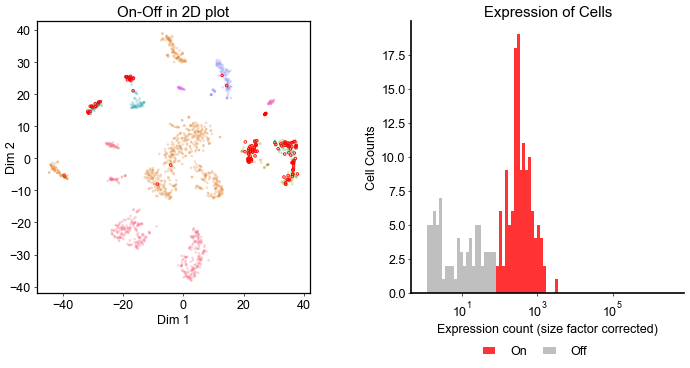 On-Off in 2D plot
40
30
20
10
0
−10
−20
−30
−40
Dim 2
−40 −20 0 20 40
Dim 1
Expression of Cells
17.5
15.0
12.5
10.0
7.5
5.0
2.5
0.0
Cell Counts
10^1 10^3 10^5
Expression count (size factor corrected)
On Off